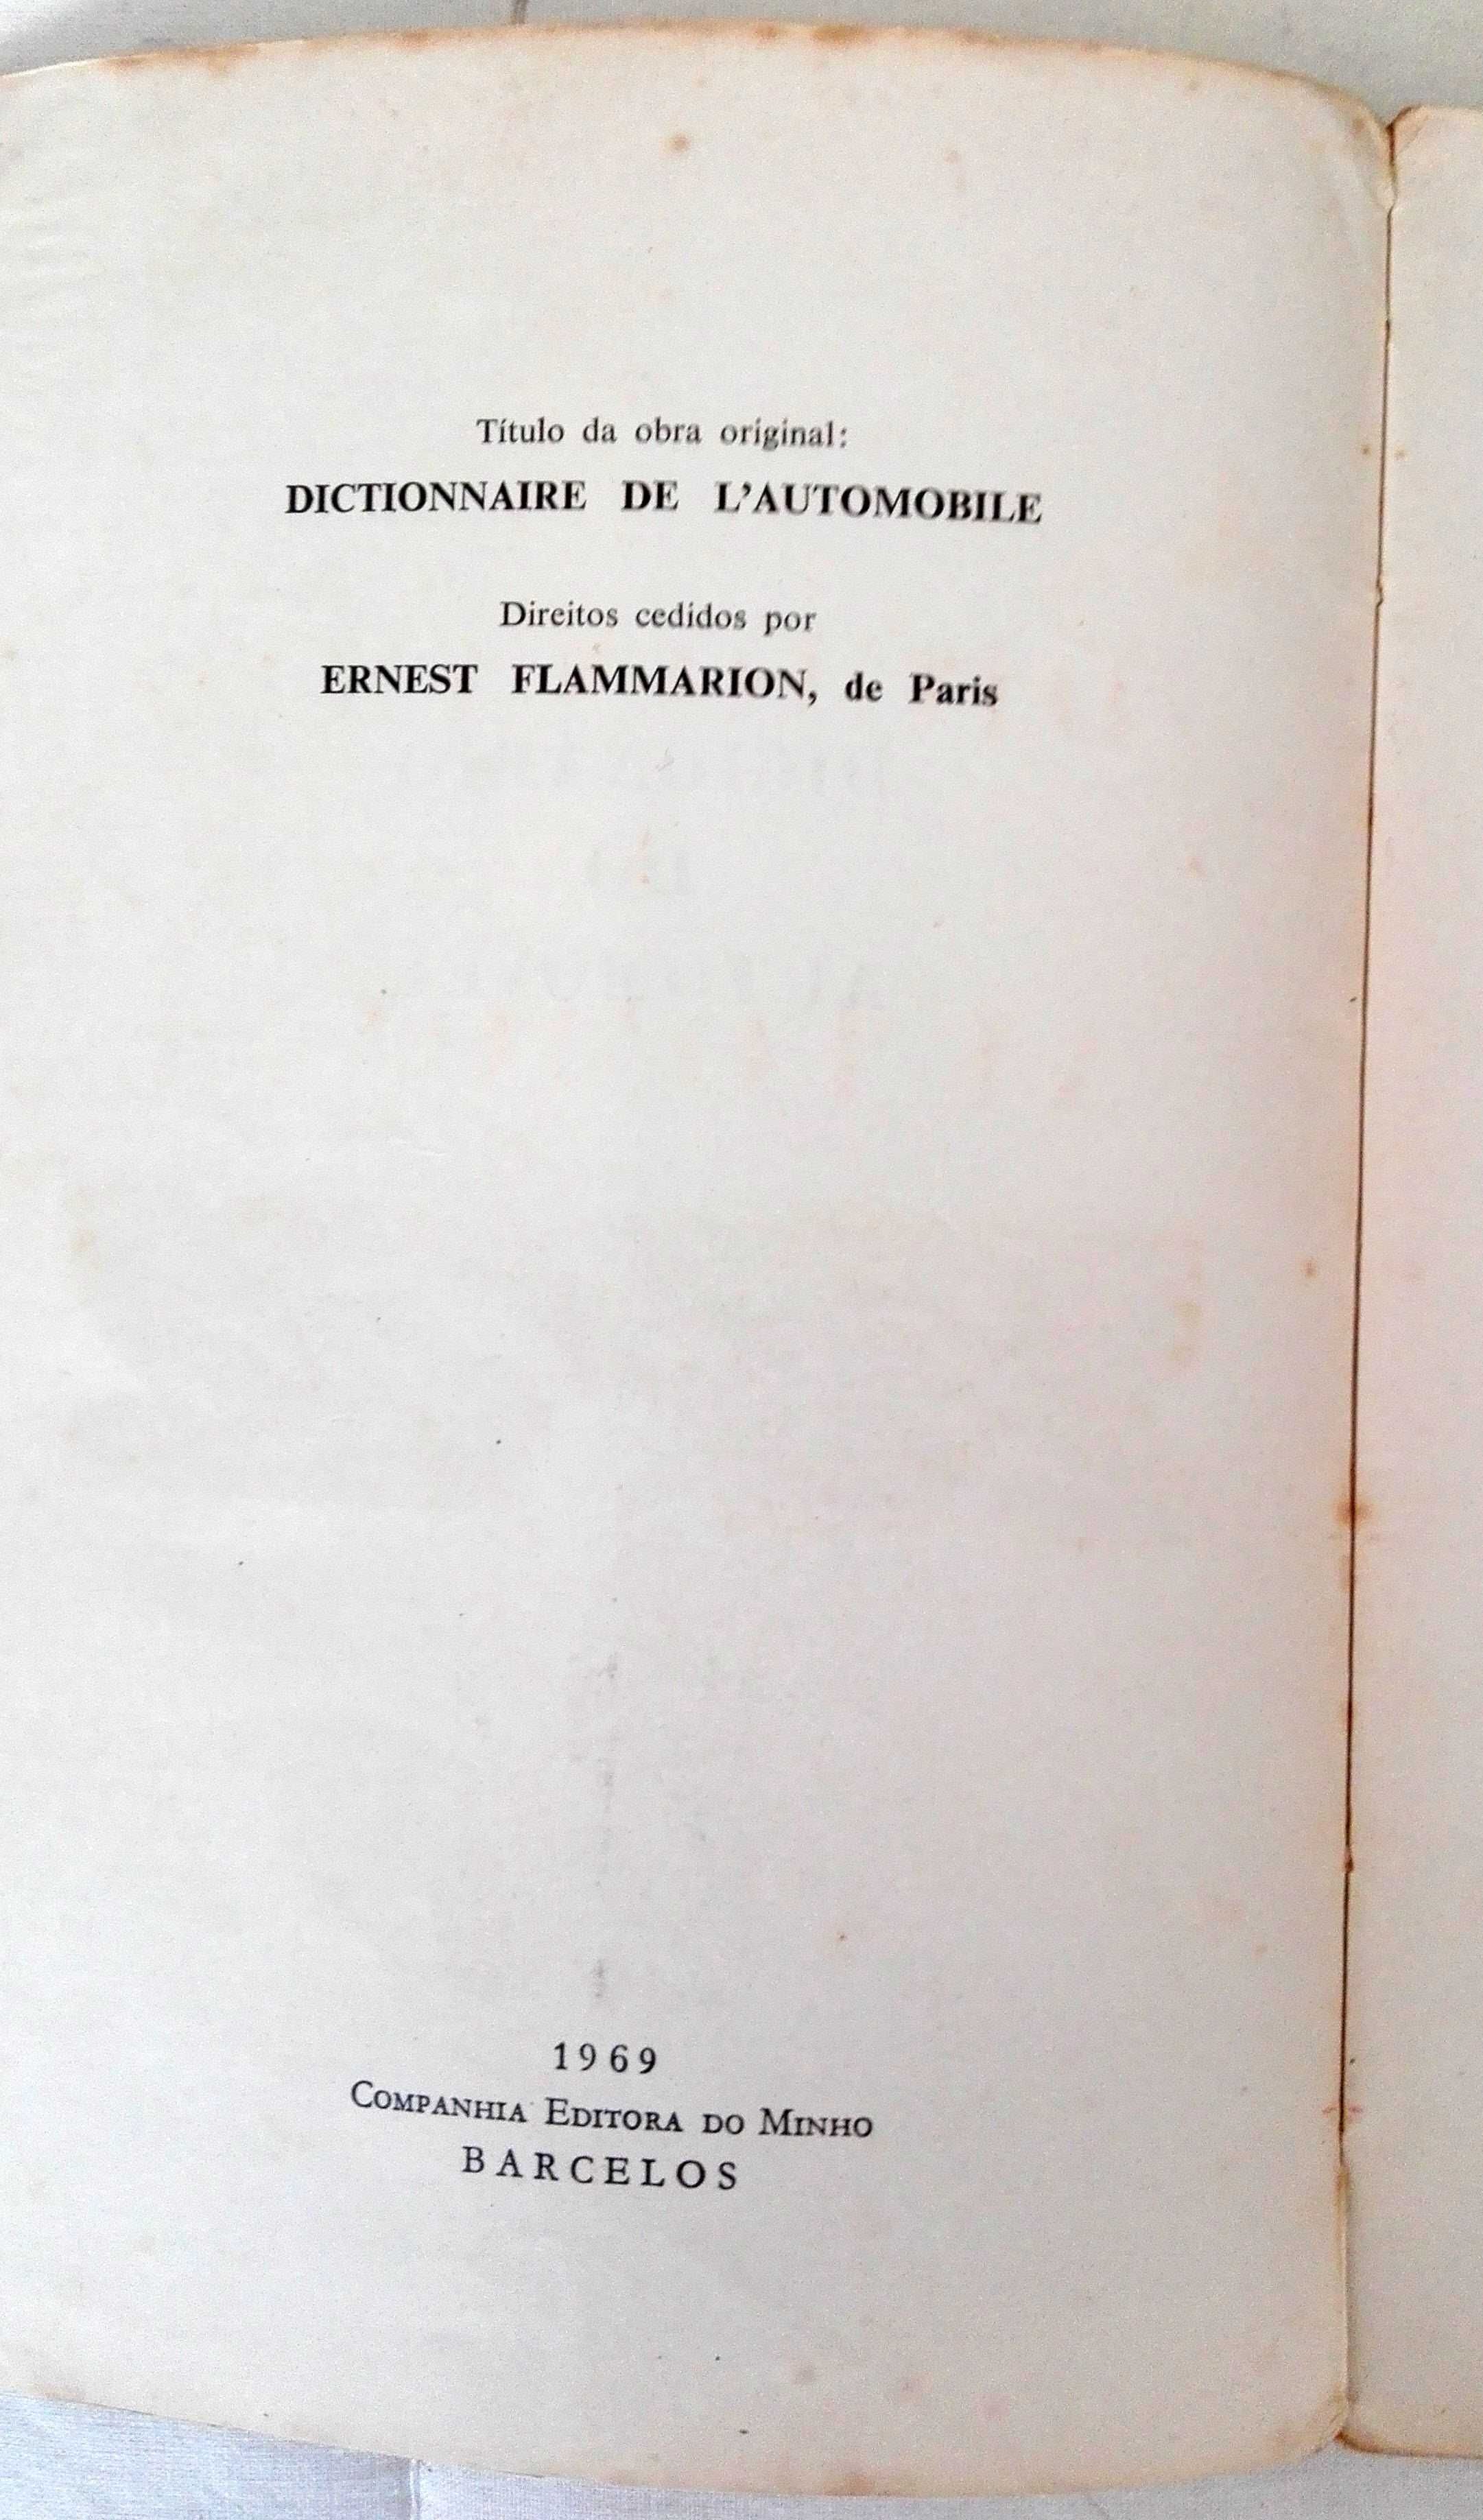 Título da obra original:
DICTIONNAIRE DE L'AUTOMOBILE
Direitos cedidos por
ERNEST FLAMMARION, de Paris
1969
COMPANHIA EDITORA DO MINHO
BARCELOS